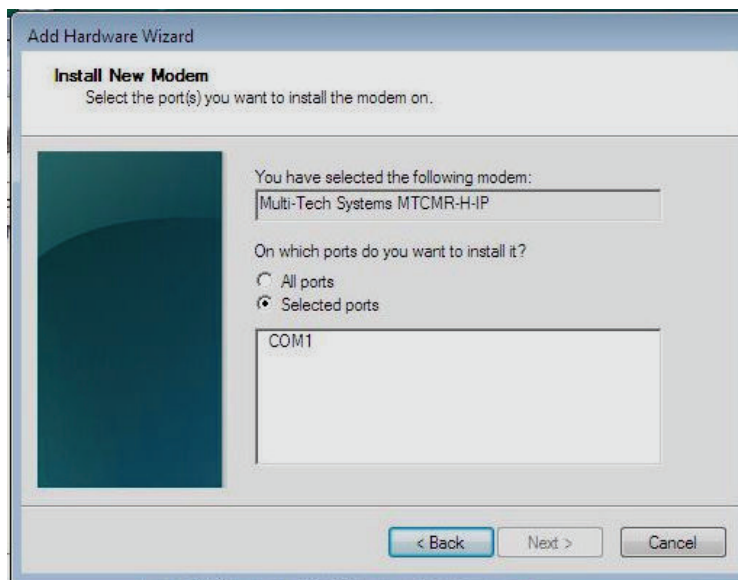 Add Hardware Wizard
Install New Modem
Select the port(s) you want to install the modem on.
You have selected the following modem:
Multi-Tech Systems MTCMR-H-IP
On which ports do you want to install it?
All ports
Selected ports
COM1
< Back
Next >
Cancel